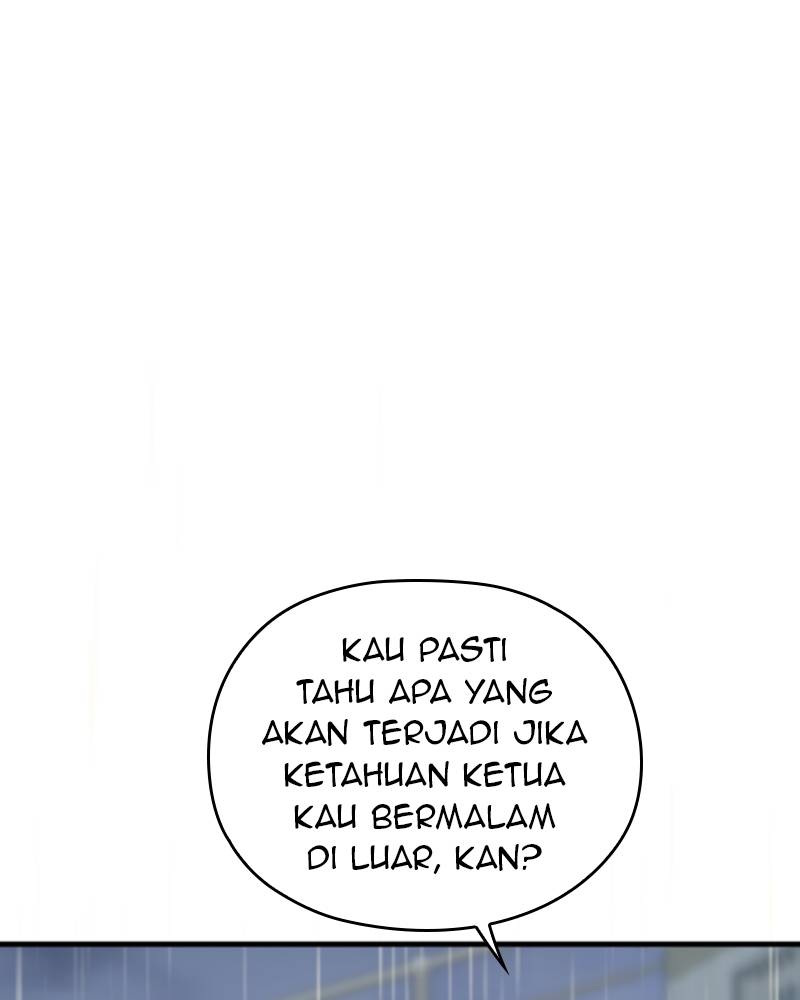 KAU PASTI
TAHU APA YANG
AKAN TERJADI JIKA
KETAHUAN KETUA
KAU BERMALAM
DI LUAR, KAN?